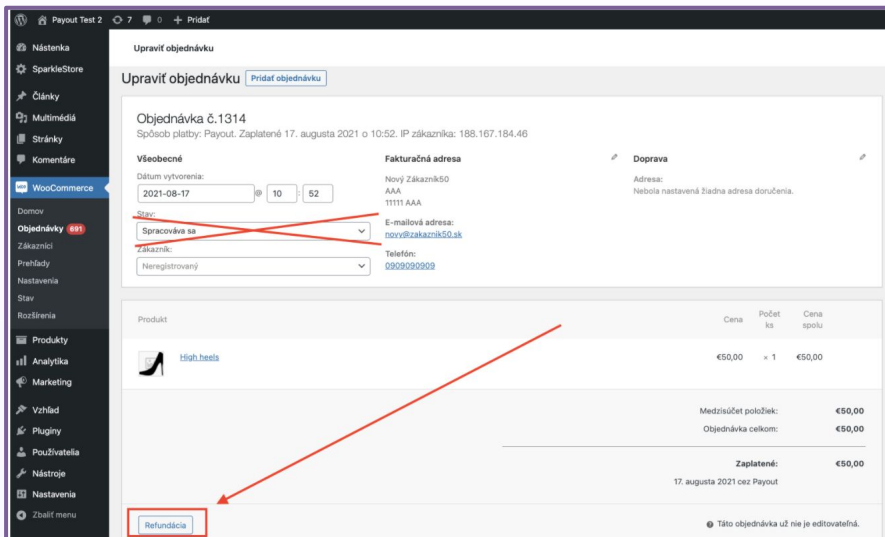 Payout Test 2 7 0 + Pridať
Nástenka
SparkleStore
Články
Multimédiá
Stránky
Komentáre
WooCommerce
Domov
Objednávky 691
Zákazníci
Prehľady
Nastavenia
Stav
Rozšírenia
Produkty
Analytika
Marketing
Vzhľad
Pluginy
Používatelia
Nástroje
Nastavenia
Zbaliť menu
Upraviť objednávku
Upraviť objednávku Pridať objednávku
Objednávka č.1314
Spôsob platby: Payout. Zaplatené 17. augusta 2021 o 10:52. IP zákazníka: 188.167.184.46
Všeobecné
Dátum vytvorenia:
2021-08-17 @ 10 : 52
Stav:
Spracováva sa
Zákazník:
Neregistrovaný
Fakturačná adresa
Nový Zákazník50
AAA
11111 AAA
E-mailová adresa:
novy@zakaznik50.sk
Telefón:
0909090909
Doprava
Adresa:
Nebola nastavená žiadna adresa doručenia.
Produkt Cena Počet ks Cena spolu
High heels €50,00 × 1 €50,00
Medzisúčet položiek: €50,00
Objednávka celkom: €50,00
Zaplatené: €50,00
17. augusta 2021 cez Payout
Refundácia
Táto objednávka už nie je editovateľná.